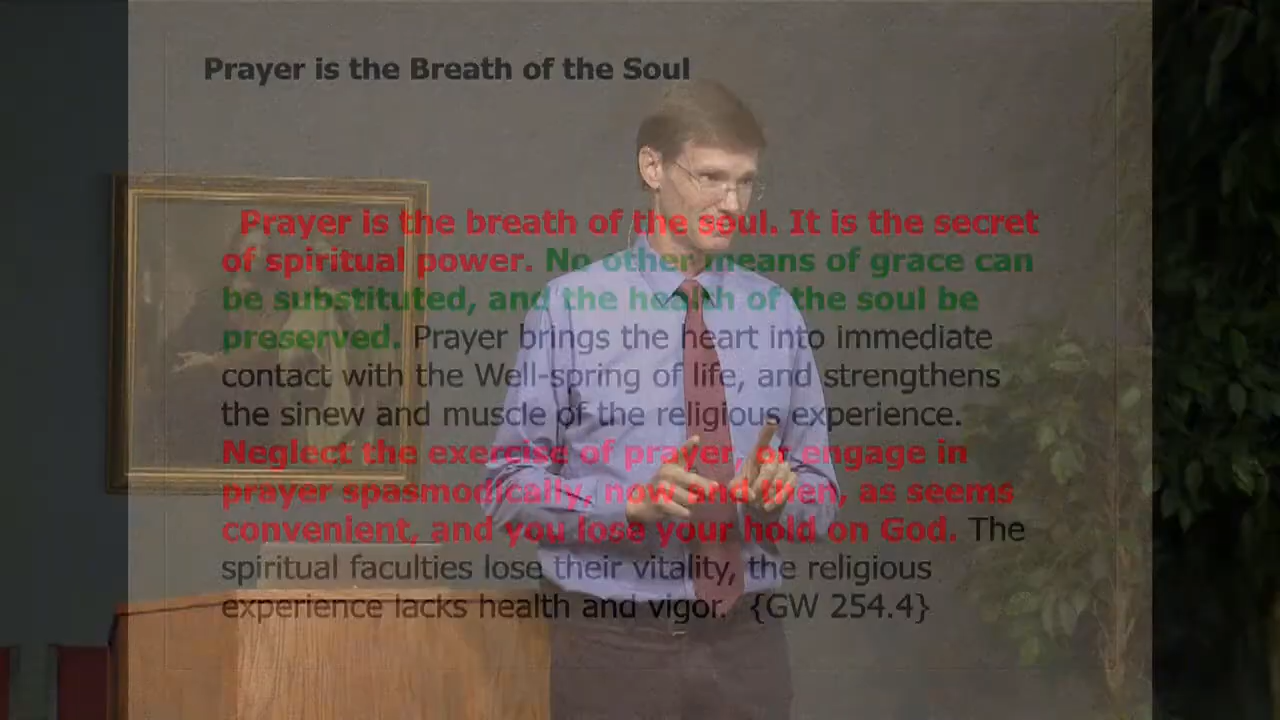 Prayer is the Breath of the Soul
Prayer is the breath of the soul. It is the secret
of spiritual power. No other means of grace can
be substituted, and the health of the soul be
preserved. Prayer brings the heart into immediate
contact with the Well-spring of life, and strengthens
the sinew and muscle of the religious experience.
Neglect the exercise of prayer, or engage in
prayer spasmodically, now and then, as seems
convenient, and you lose your hold on God. The
spiritual faculties lose their vitality, the religious
experience lacks health and vigor. {GW 254.4}